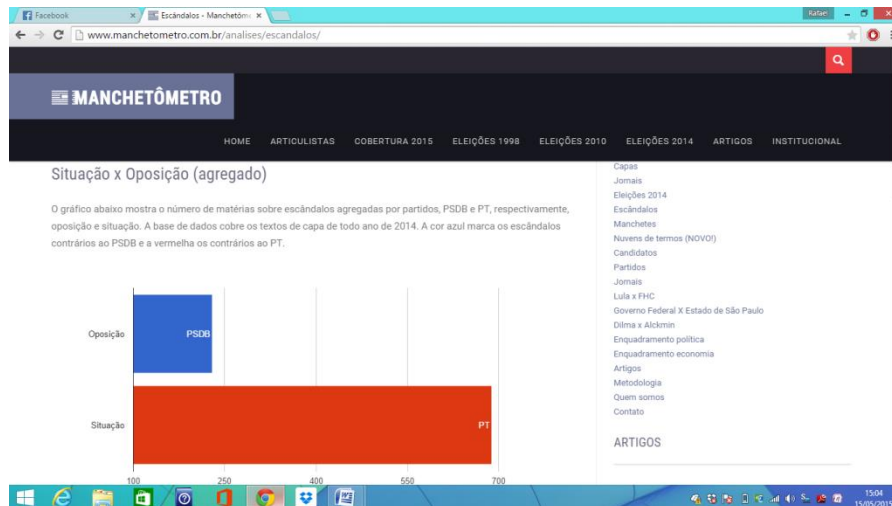 Facebook
Escândalos - Manchetôme
Rafael
www.manchetometro.com.br/analises/escandalos/
MANCHETÔMETRO
HOME ARTICULISTAS COBERTURA 2015 ELEIÇÕES 1998 ELEIÇÕES 2010 ELEIÇÕES 2014 ARTIGOS INSTITUCIONAL
Situação x Oposição (agregado)
O gráfico abaixo mostra o número de matérias sobre escândalos agregadas por partidos, PSDB e PT, respectivamente,
oposição e situação. A base de dados cobre os textos de capa de todo ano de 2014. A cor azul marca os escândalos
contrários ao PSDB e a vermelha os contrários ao PT.
Oposição
PSDB
Situação
PT
100 250 400 550 700
Capas
Jornais
Eleições 2014
Escândalos
Manchetes
Nuvens de termos (NOVO!)
Candidatos
Partidos
Jornais
Lula x FHC
Governo Federal X Estado de São Paulo
Dilma x Alckmin
Enquadramento política
Enquadramento economia
Artigos
Metodologia
Quem somos
Contato
ARTIGOS
15:04
15/05/2015